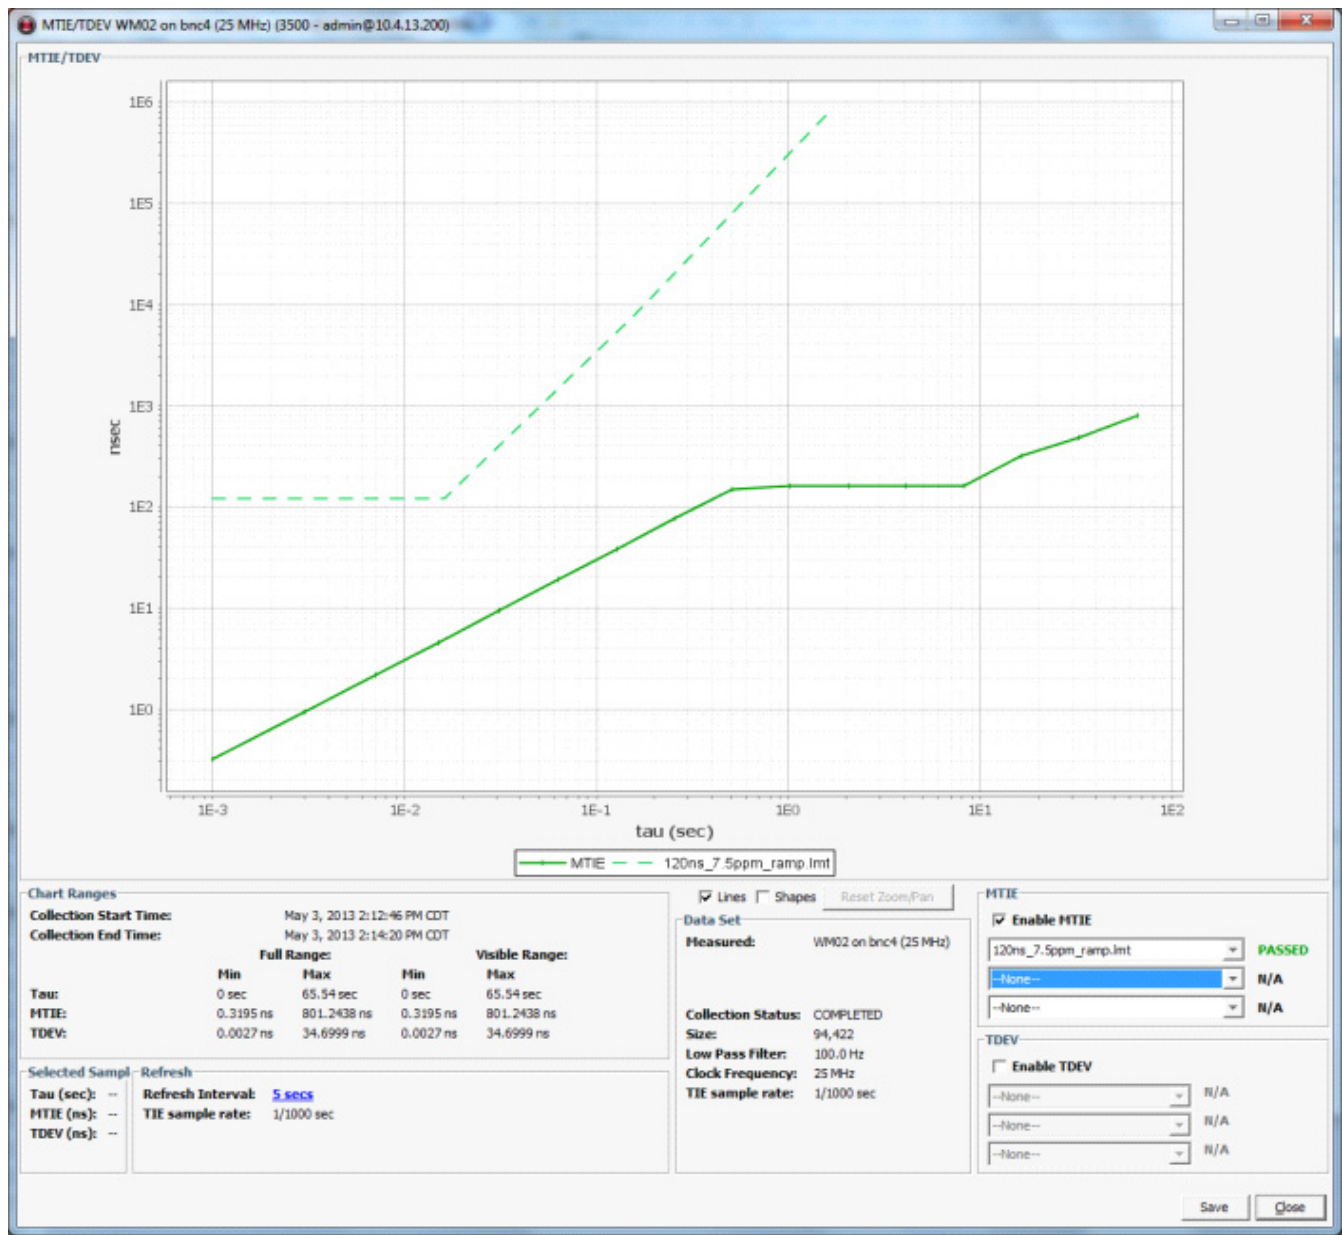 MTIE/TDEV WM02 on bnc4 (25 MHz) (3500 - admin@10.4.13.200)
MTIE/TDEV
1E6
1E5
1E4
1E3
1E2
1E1
1E0
nsec
1E-3 1E-2 1E-1 1E0 1E1 1E2
tau (sec)
MTIE 120ns_7.5ppm_ramp.lmt
Chart Ranges
Collection Start Time: May 3, 2013 2:12:46 PM CDT
Collection End Time: May 3, 2013 2:14:20 PM CDT
Full Range: Visible Range:
Min Max Min Max
Tau: 0 sec 65.54 sec 0 sec 65.54 sec
MTIE: 0.3195 ns 801.2438 ns 0.3195 ns 801.2438 ns
TDEV: 0.0027 ns 34.6999 ns 0.0027 ns 34.6999 ns
Selected Sampl
Tau (sec): --
MTIE (ns): --
TDEV (ns): --
Refresh
Refresh Interval: 5 secs
TIE sample rate: 1/1000 sec
Lines Shapes Reset Zoom/Pan
Data Set
Measured: WM02 on bnc4 (25 MHz)
Collection Status: COMPLETED
Size: 94,422
Low Pass Filter: 100.0 Hz
Clock Frequency: 25 MHz
TIE sample rate: 1/1000 sec
MTIE
Enable MTIE
120ns_7.5ppm_ramp.lmt PASSED
--None-- N/A
--None-- N/A
TDEV
Enable TDEV
--None-- N/A
--None-- N/A
--None-- N/A
Save Close